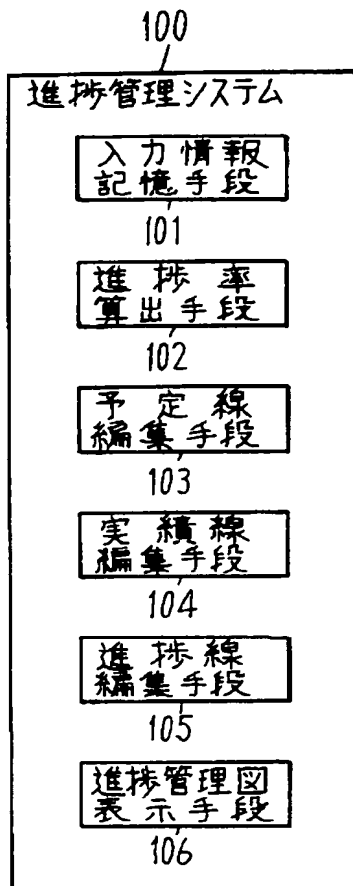 100
進捗管理システム
入力情報
記憶手段
101
進捗率
算出手段
102
予定線
編集手段
103
実績線
編集手段
104
進捗線
編集手段
105
進捗管理図
表示手段
106